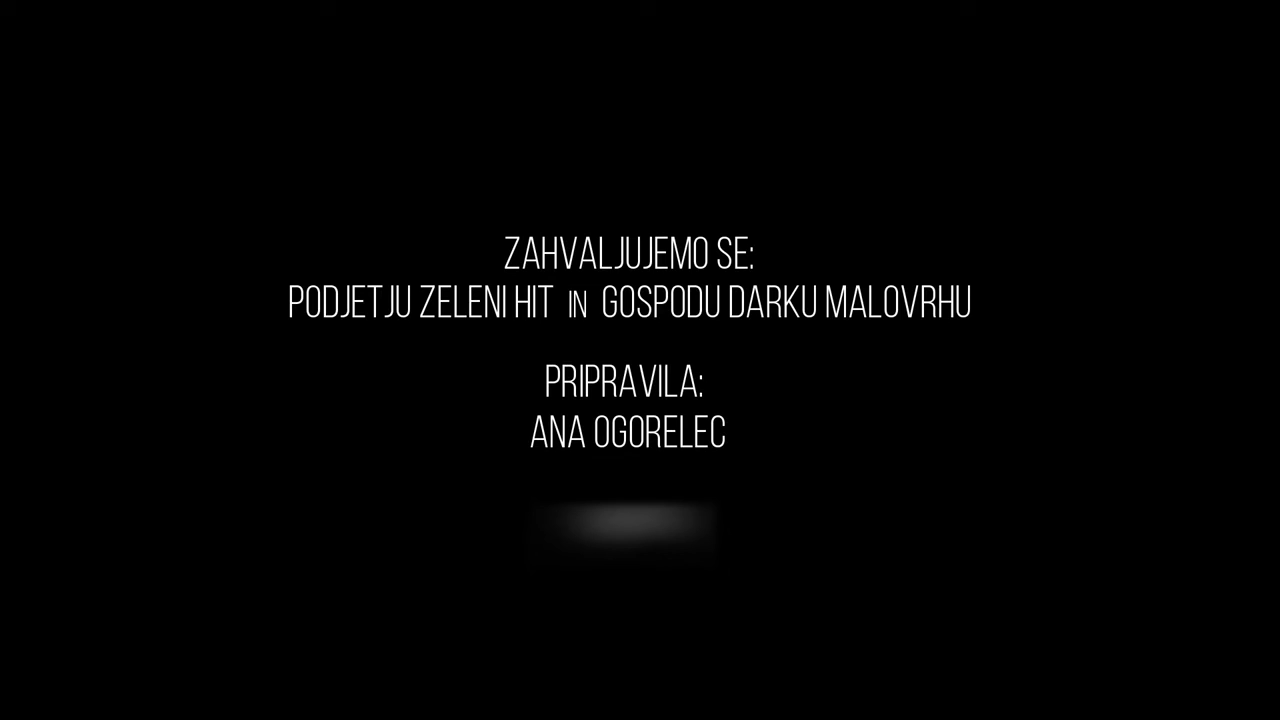 ZAHVALJUJEMO SE:
PODJETJU ZELENI HIT IN GOSPODU DARKU MALOVRHU
PRIPRAVILA:
ANA OGORELEC